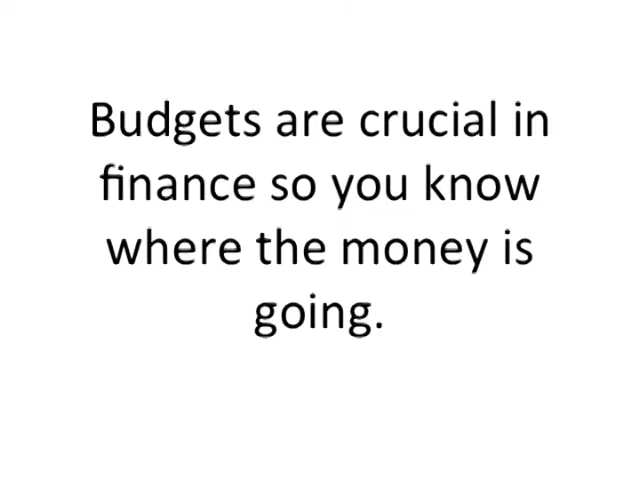 Budgets are crucial in
finance so you know
where the money is
going.